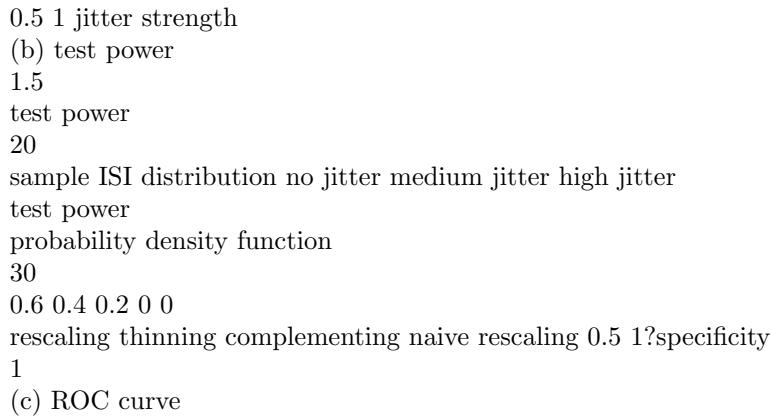 0.5 1 jitter strength
(b) test power
1.5
test power
20
sample ISI distribution no jitter medium jitter high jitter
test power
probability density function
30
0.6 0.4 0.2 0 0
rescaling thinning complementing naive rescaling 0.5 1?specificity
1
(c) ROC curve